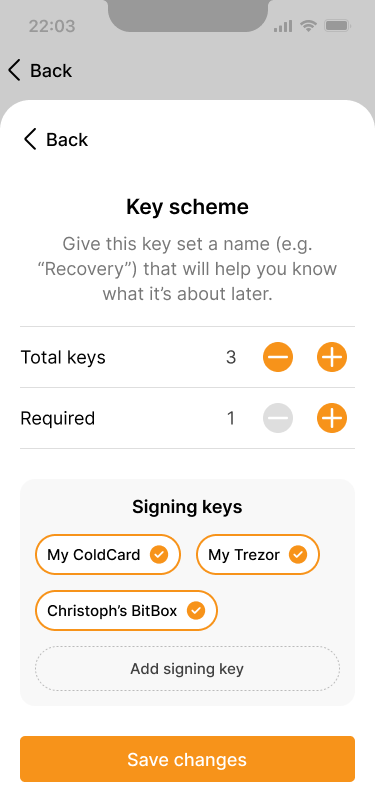 22:03
Back
Back
Key scheme
Give this key set a name (e.g.
“Recovery”) that will help you know
what it’s about later.
Total keys 3
Required 1
Signing keys
My ColdCard My Trezor
Christoph’s BitBox
Add signing key
Save changes